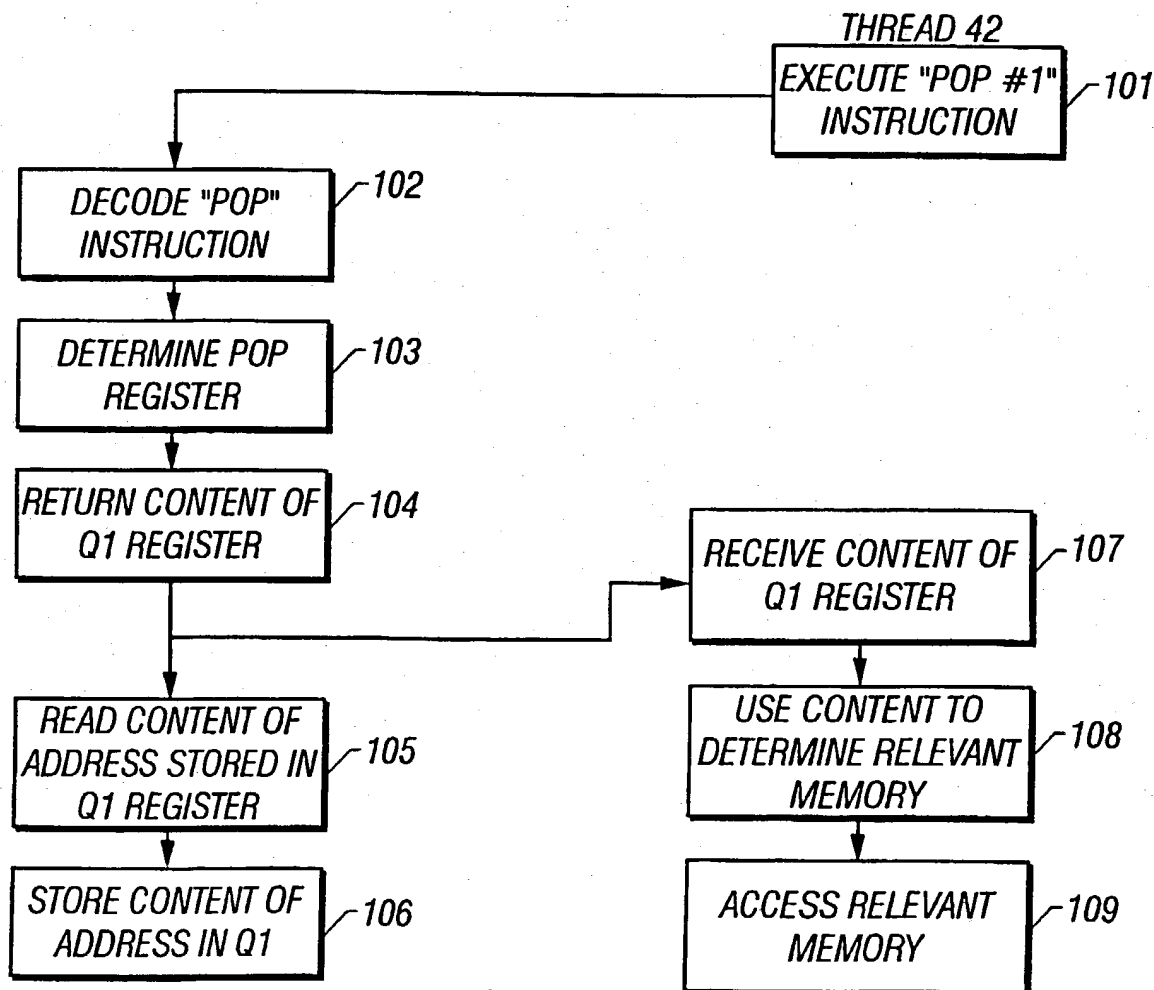 THREAD 42
EXECUTE "POP #1"
INSTRUCTION
101
DECODE "POP"
INSTRUCTION
102
DETERMINE POP
REGISTER
103
RETURN CONTENT OF
Q1 REGISTER
104
RECEIVE CONTENT OF
Q1 REGISTER
107
READ CONTENT OF
ADDRESS STORED IN
Q1 REGISTER
105
USE CONTENT TO
DETERMINE RELEVANT
MEMORY
108
STORE CONTENT OF
ADDRESS IN Q1
106
ACCESS RELEVANT
MEMORY
109